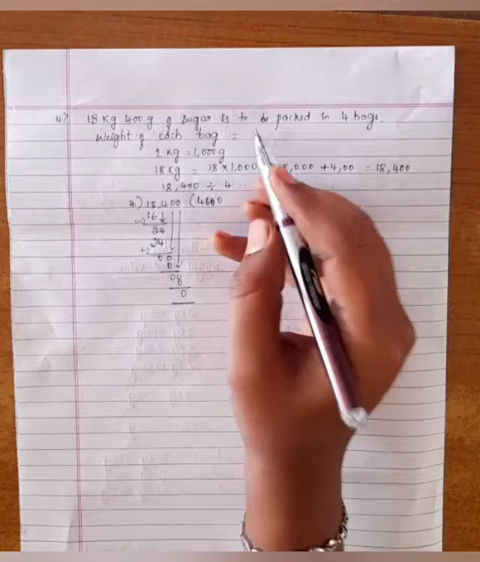 4) 18 kg 400 g of sugar is to be packed in 4 bags.
Weight of each bag =
1 kg = 1,000 g
18 kg = 18 x 1,000 8,000 + 4,00 = 18,400
18,400 ÷ 4
4) 18,400 (4600
-16
24
24
00
0
0